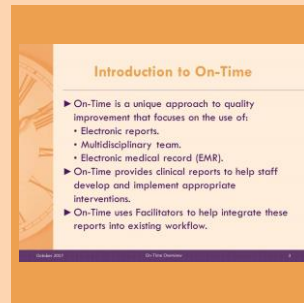 Introduction to On-Time
► On-Time is a unique approach to quality
improvement that focuses on the use of:
• Electronic reports.
• Multidisciplinary team.
• Electronic medical record (EMR).
► On-Time provides clinical reports to help staff
develop and implement appropriate
interventions.
► On-Time uses Facilitators to help integrate these
reports into existing workflow.
October 2017
On-Time Overview